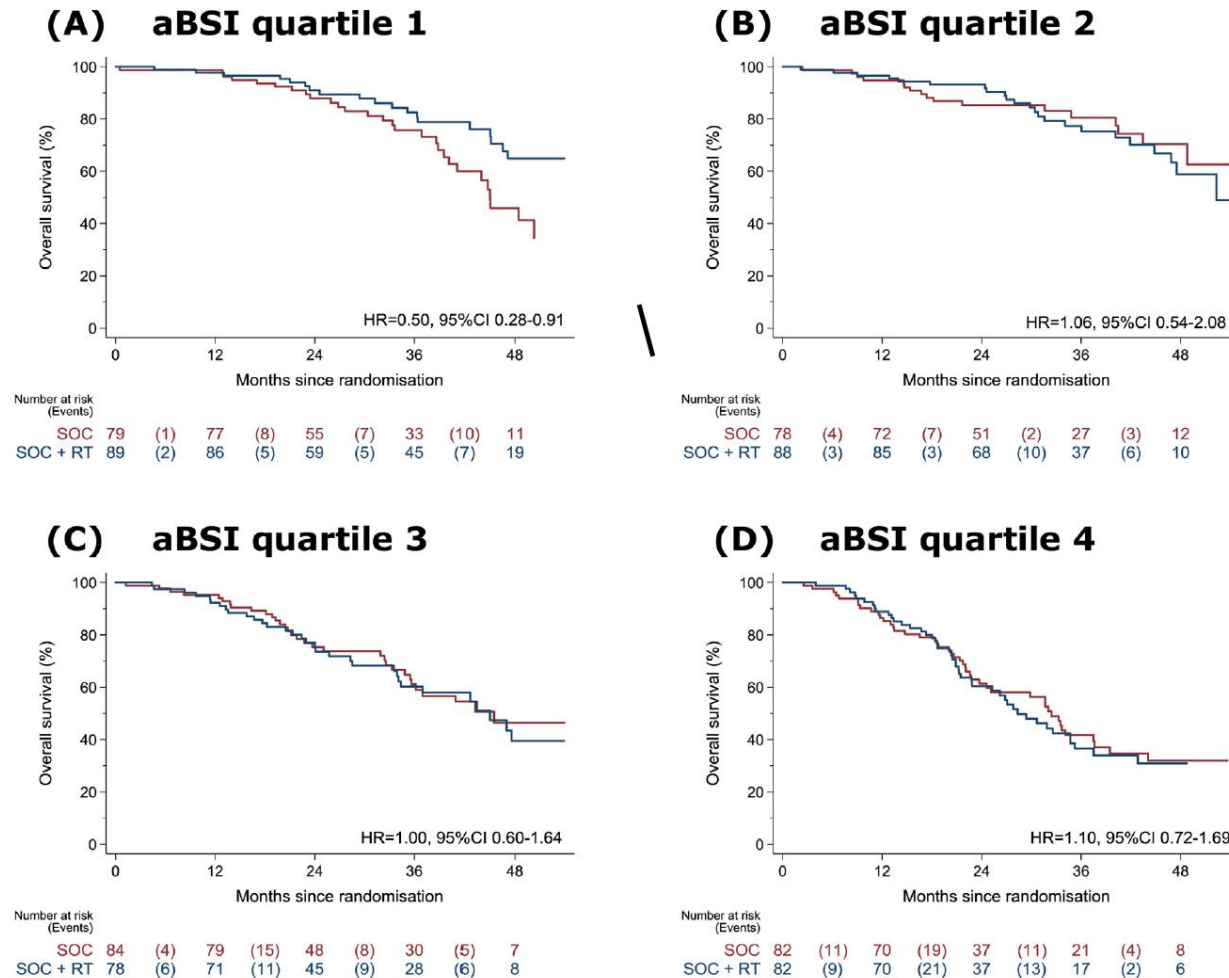 (A) aBSI quartile 1
100
80
60
40
20
0
Overall survival (%)
HR=0.50, 95%CI 0.28-0.91
0 12 24 36 48
Months since randomisation
Number at risk
(Events)
SOC 79 (1) 77 (8) 55 (7) 33 (10) 11
SOC + RT 89 (2) 86 (5) 59 (5) 45 (7) 19
(B) aBSI quartile 2
100
80
60
40
20
0
Overall survival (%)
HR=1.06, 95%CI 0.54-2.08
0 12 24 36 48
Months since randomisation
Number at risk
(Events)
SOC 78 (4) 72 (7) 51 (2) 27 (3) 12
SOC + RT 88 (3) 85 (3) 68 (10) 37 (6) 10
\
(C) aBSI quartile 3
100
80
60
40
20
0
Overall survival (%)
HR=1.00, 95%CI 0.60-1.64
0 12 24 36 48
Months since randomisation
Number at risk
(Events)
SOC 84 (4) 79 (15) 48 (8) 30 (5) 7
SOC + RT 78 (6) 71 (11) 45 (9) 28 (6) 8
(D) aBSI quartile 4
100
80
60
40
20
0
Overall survival (%)
HR=1.10, 95%CI 0.72-1.69
0 12 24 36 48
Months since randomisation
Number at risk
(Events)
SOC 82 (11) 70 (19) 37 (11) 21 (4) 8
SOC + RT 82 (9) 70 (21) 37 (13) 17 (2) 6